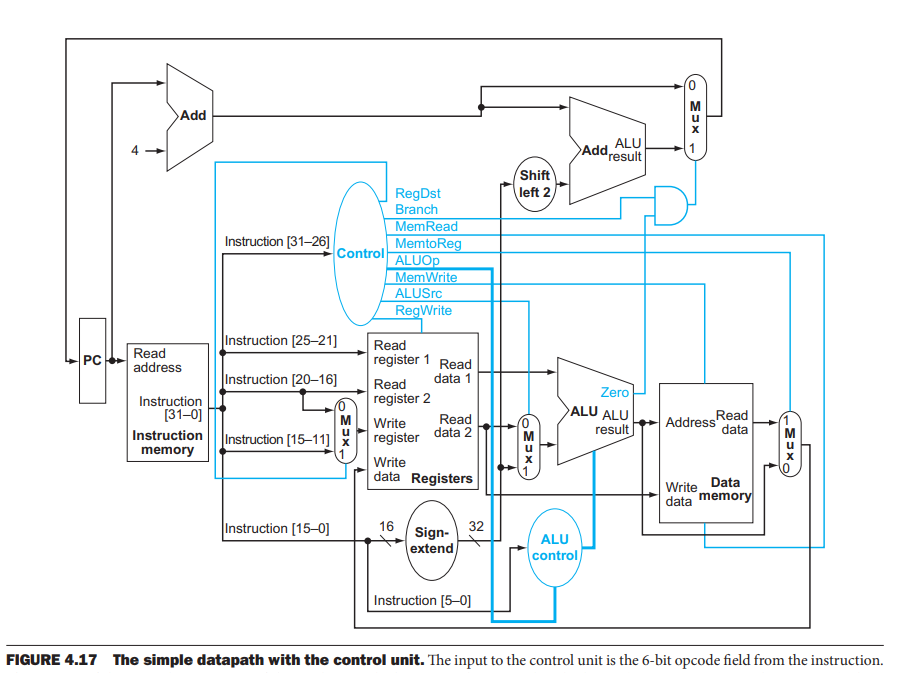 Add
4
0
M
u
x
1
Add
ALU
result
Shift
left 2
RegDst
Branch
MemRead
MemtoReg
ALUOp
MemWrite
ALUSrc
RegWrite
Control
Instruction [31–26]
Instruction [25–21]
Instruction [20–16]
Instruction [15–11]
Instruction [15–0]
Instruction [5–0]
PC
Read
address
Instruction
[31–0]
Instruction
memory
0
M
u
x
1
Read
register 1
Read
register 2
Write
register
Write
data
Read
data 1
Read
data 2
Registers
0
M
u
x
1
Zero
ALU
ALU
result
Address
Read
data
Write
data
Data
memory
1
M
u
x
0
16
Sign-
extend
32
ALU
control
FIGURE 4.17 The simple datapath with the control unit. The input to the control unit is the 6-bit opcode field from the instruction.